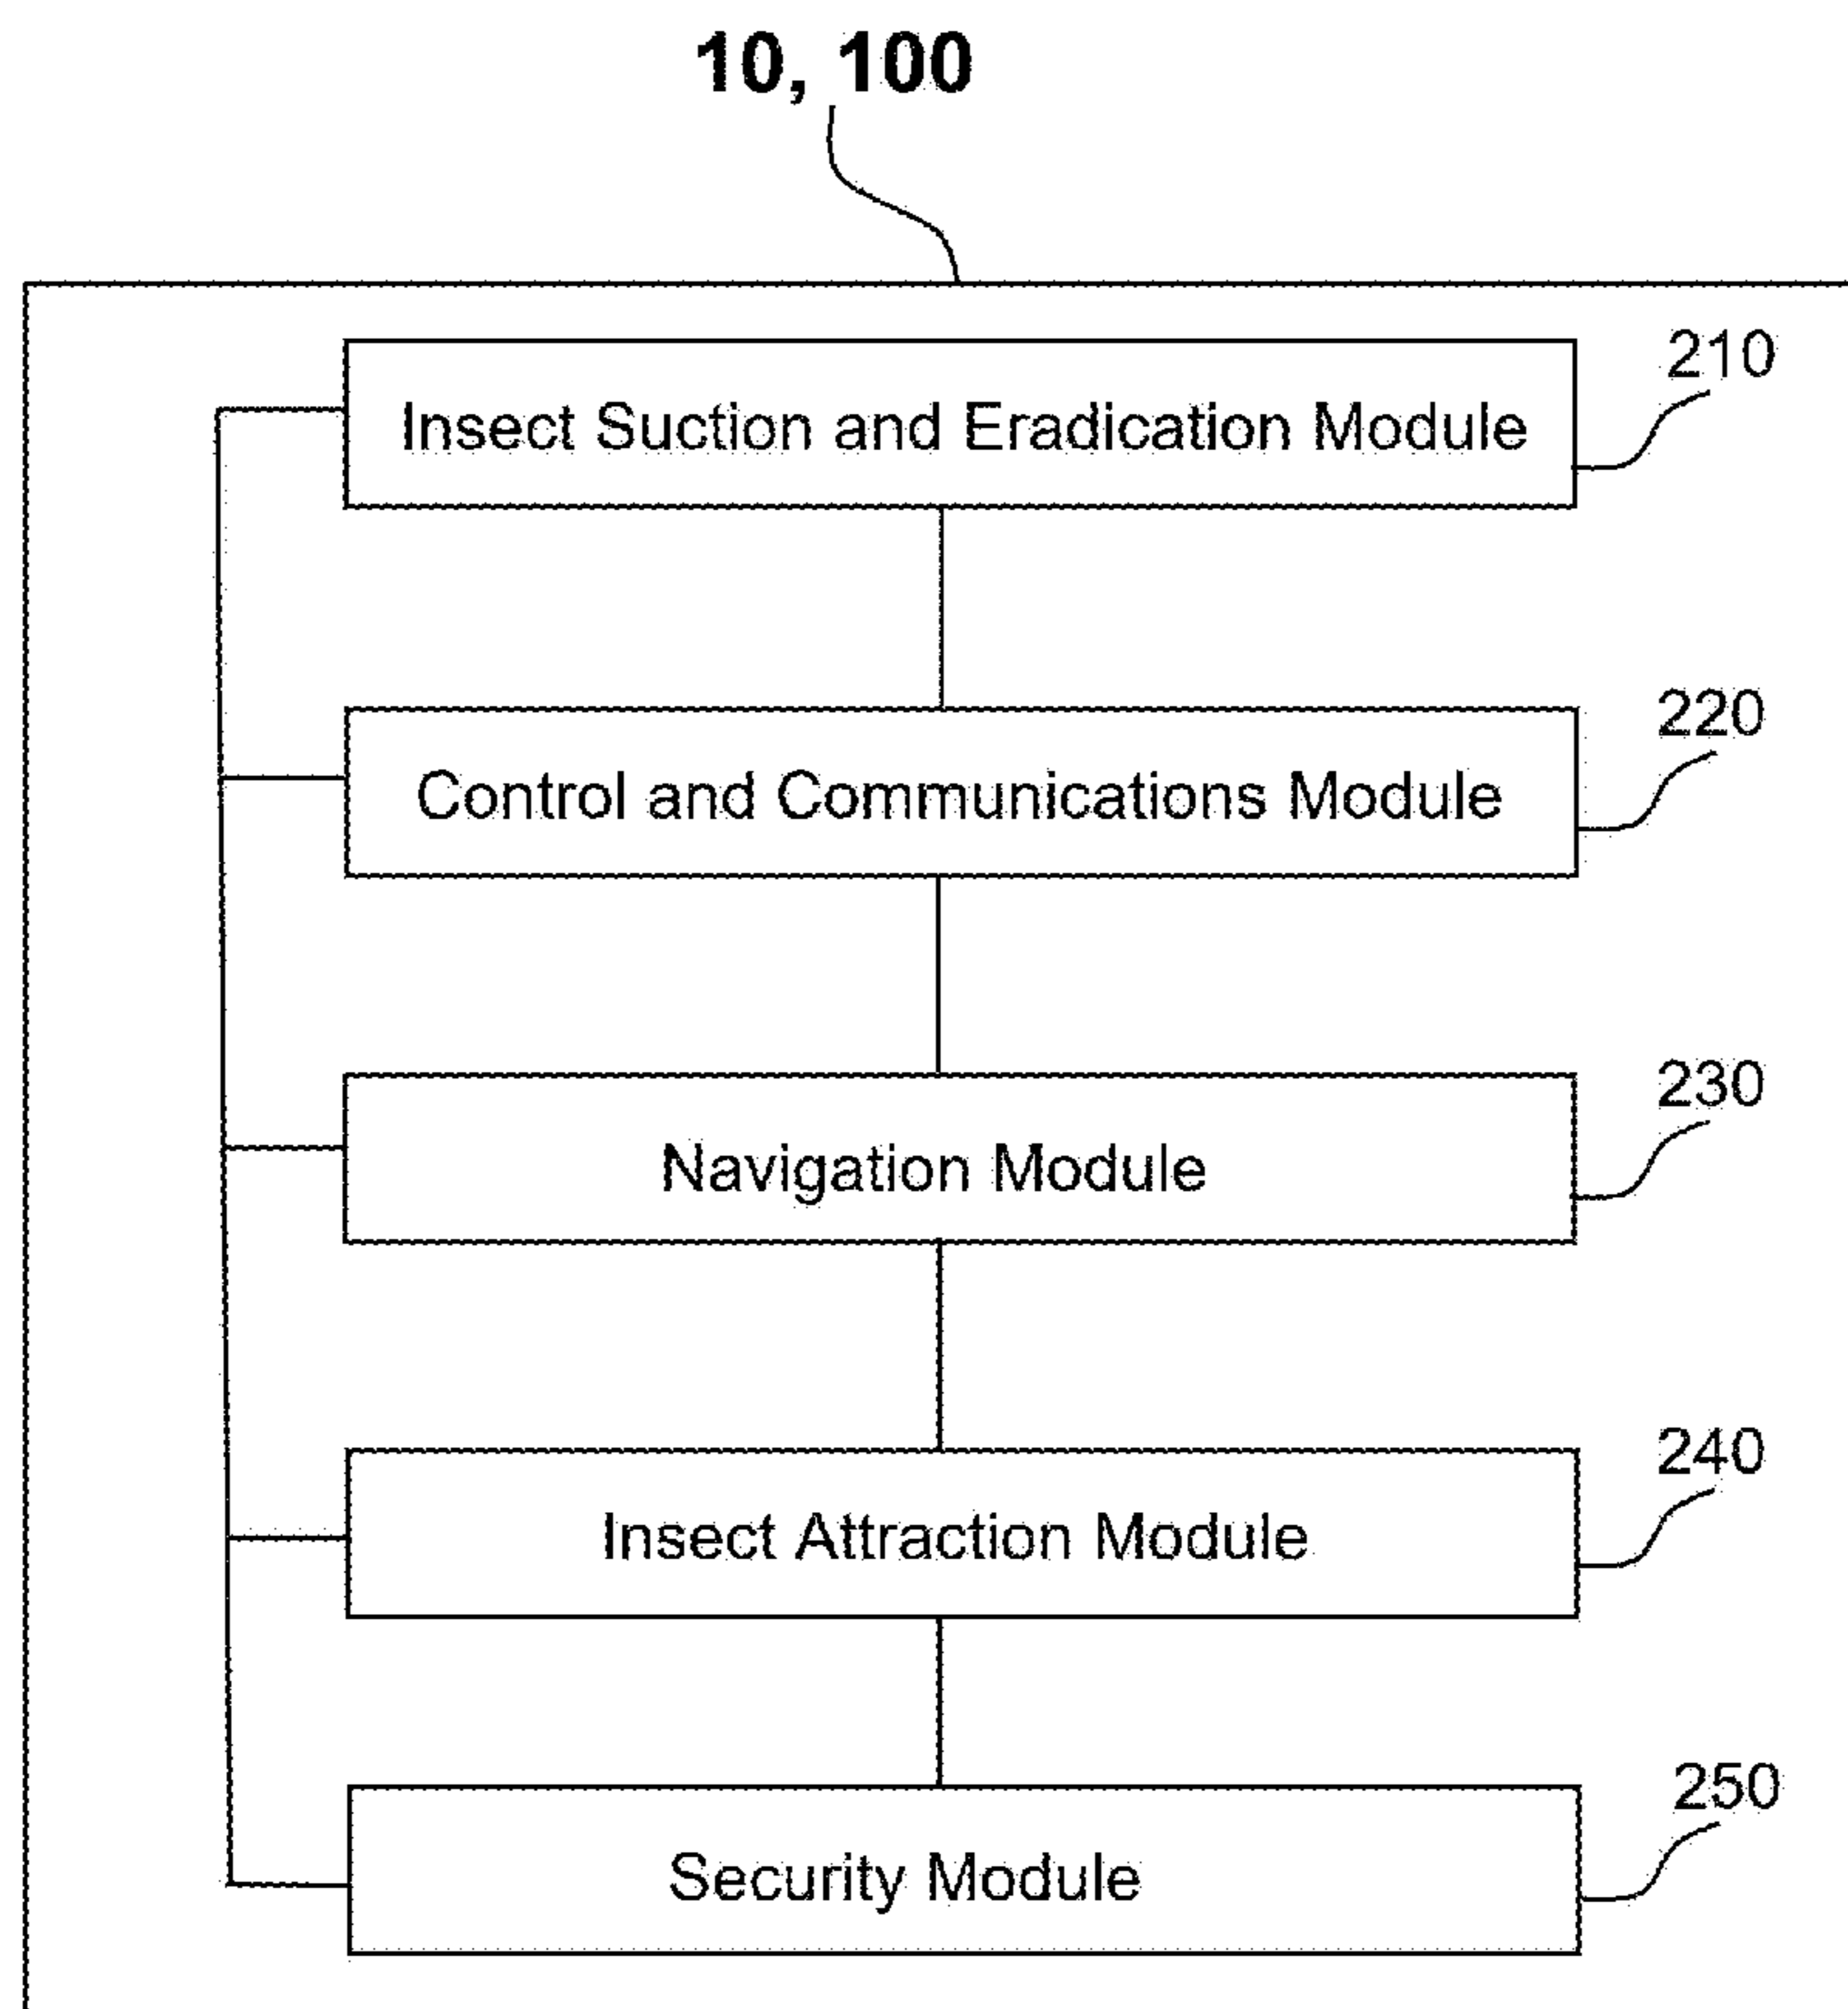 10, 100
210
Insect Suction and Eradication Module
220
Control and Communications Module
230
Navigation Module
240
Insect Attraction Module
250
Security Module